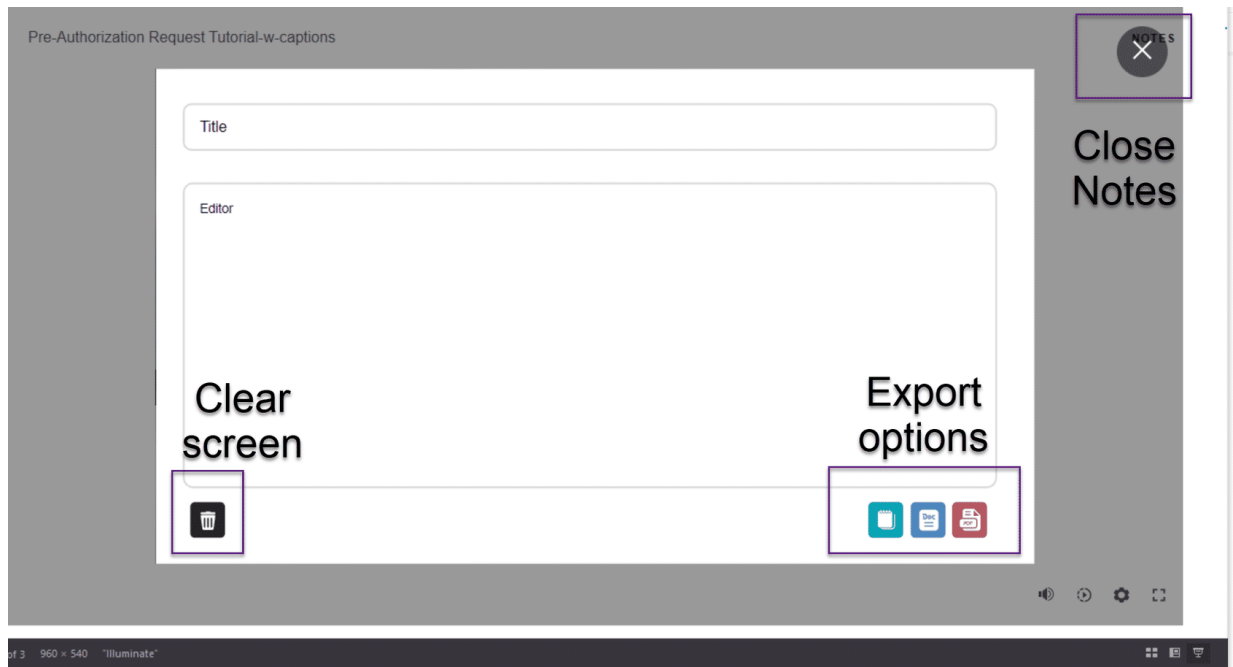 Pre-Authorization Request Tutorial-w-captions
NOTES
Title
Close
Notes
Editor
Clear
screen
Export
options
Doc
PDF
of 3 960 × 540 "Illuminate"